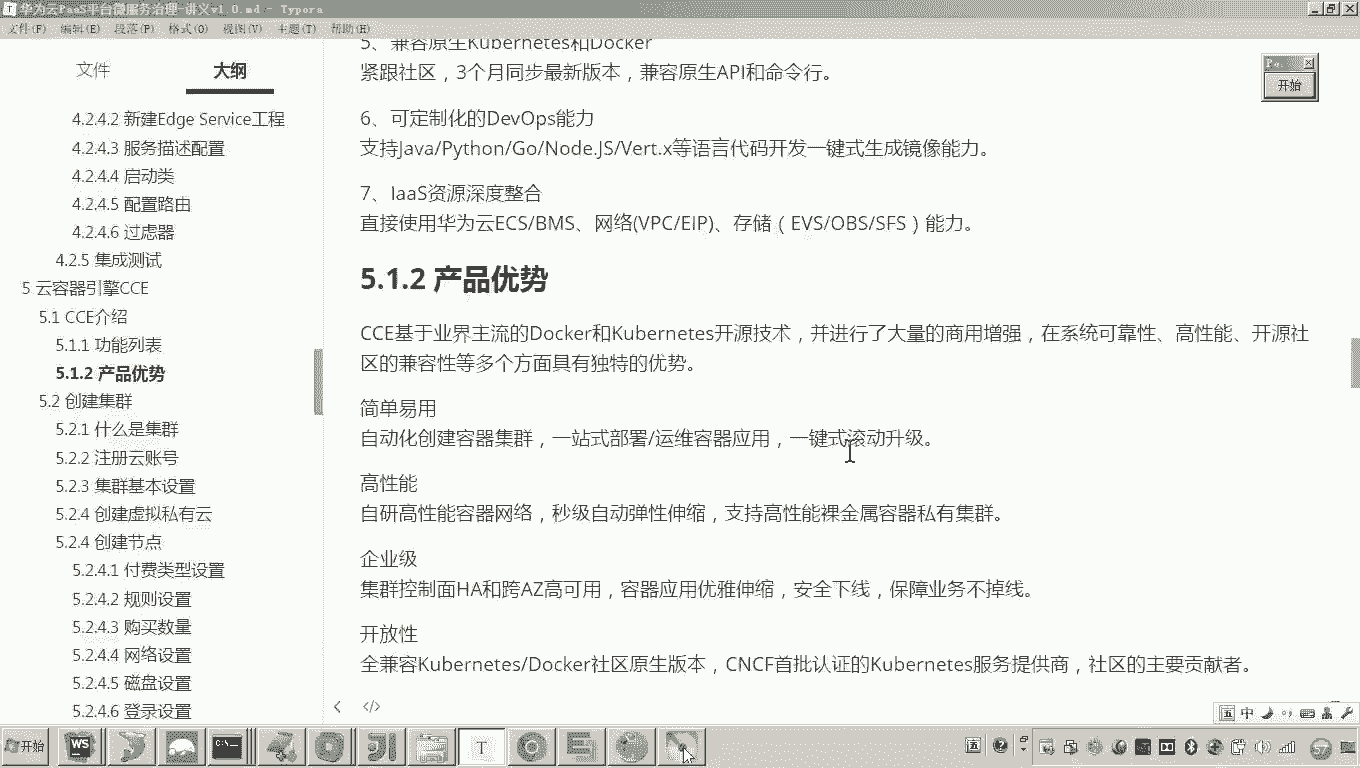 华为云PaaS平台微服务治理-讲义v1.0.md - Typora
文件(F) 编辑(E) 段落(P) 格式(O) 视图(V) 主题(T) 帮助(H)
文件 大纲
4.2.4.2 新建Edge Service工程
4.2.4.3 服务描述配置
4.2.4.4 启动类
4.2.4.5 配置路由
4.2.4.6 过虑器
4.2.5 集成测试
5 云容器引擎CCE
5.1 CCE介绍
5.1.1 功能列表
5.1.2 产品优势
5.2 创建集群
5.2.1 什么是集群
5.2.2 注册云账号
5.2.3 集群基本设置
5.2.4 创建虚拟私有云
5.2.4 创建节点
5.2.4.1 付费类型设置
5.2.4.2 规则设置
5.2.4.3 购买数量
5.2.4.4 网络设置
5.2.4.5 磁盘设置
5.2.4.6 登录设置
5、兼容原生Kubernetes和Docker
紧跟社区，3个月同步最新版本，兼容原生API和命令行。
6、可定制化的DevOps能力
支持Java/Python/Go/Node.JS/Vert.x等语言代码开发一键式生成镜像能力。
7、IaaS资源深度整合
直接使用华为云ECS/BMS、网络(VPC/EIP)、存储（EVS/OBS/SFS）能力。
5.1.2 产品优势
CCE基于业界主流的Docker和Kubernetes开源技术，并进行了大量的商用增强，在系统可靠性、高性能、开源社
区的兼容性等多个方面具有独特的优势。
简单易用
自动化创建容器集群，一站式部署/运维容器应用，一键式滚动升级。
高性能
自研高性能容器网络，秒级自动弹性伸缩，支持高性能裸金属容器私有集群。
企业级
集群控制面HA和跨AZ高可用，容器应用优雅伸缩，安全下线，保障业务不掉线。
开放性
全兼容Kubernetes/Docker社区原生版本，CNCF首批认证的Kubernetes服务提供商，社区的主要贡献者。
Pa.
开始
五 中
开始 WS C:\ T 五